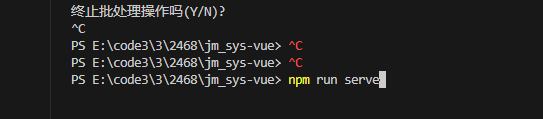 终止批处理操作吗(Y/N)?
^C
PS E:\code3\3\2468\jm_sys-vue> ^C
PS E:\code3\3\2468\jm_sys-vue> ^C
PS E:\code3\3\2468\jm_sys-vue> npm run serve